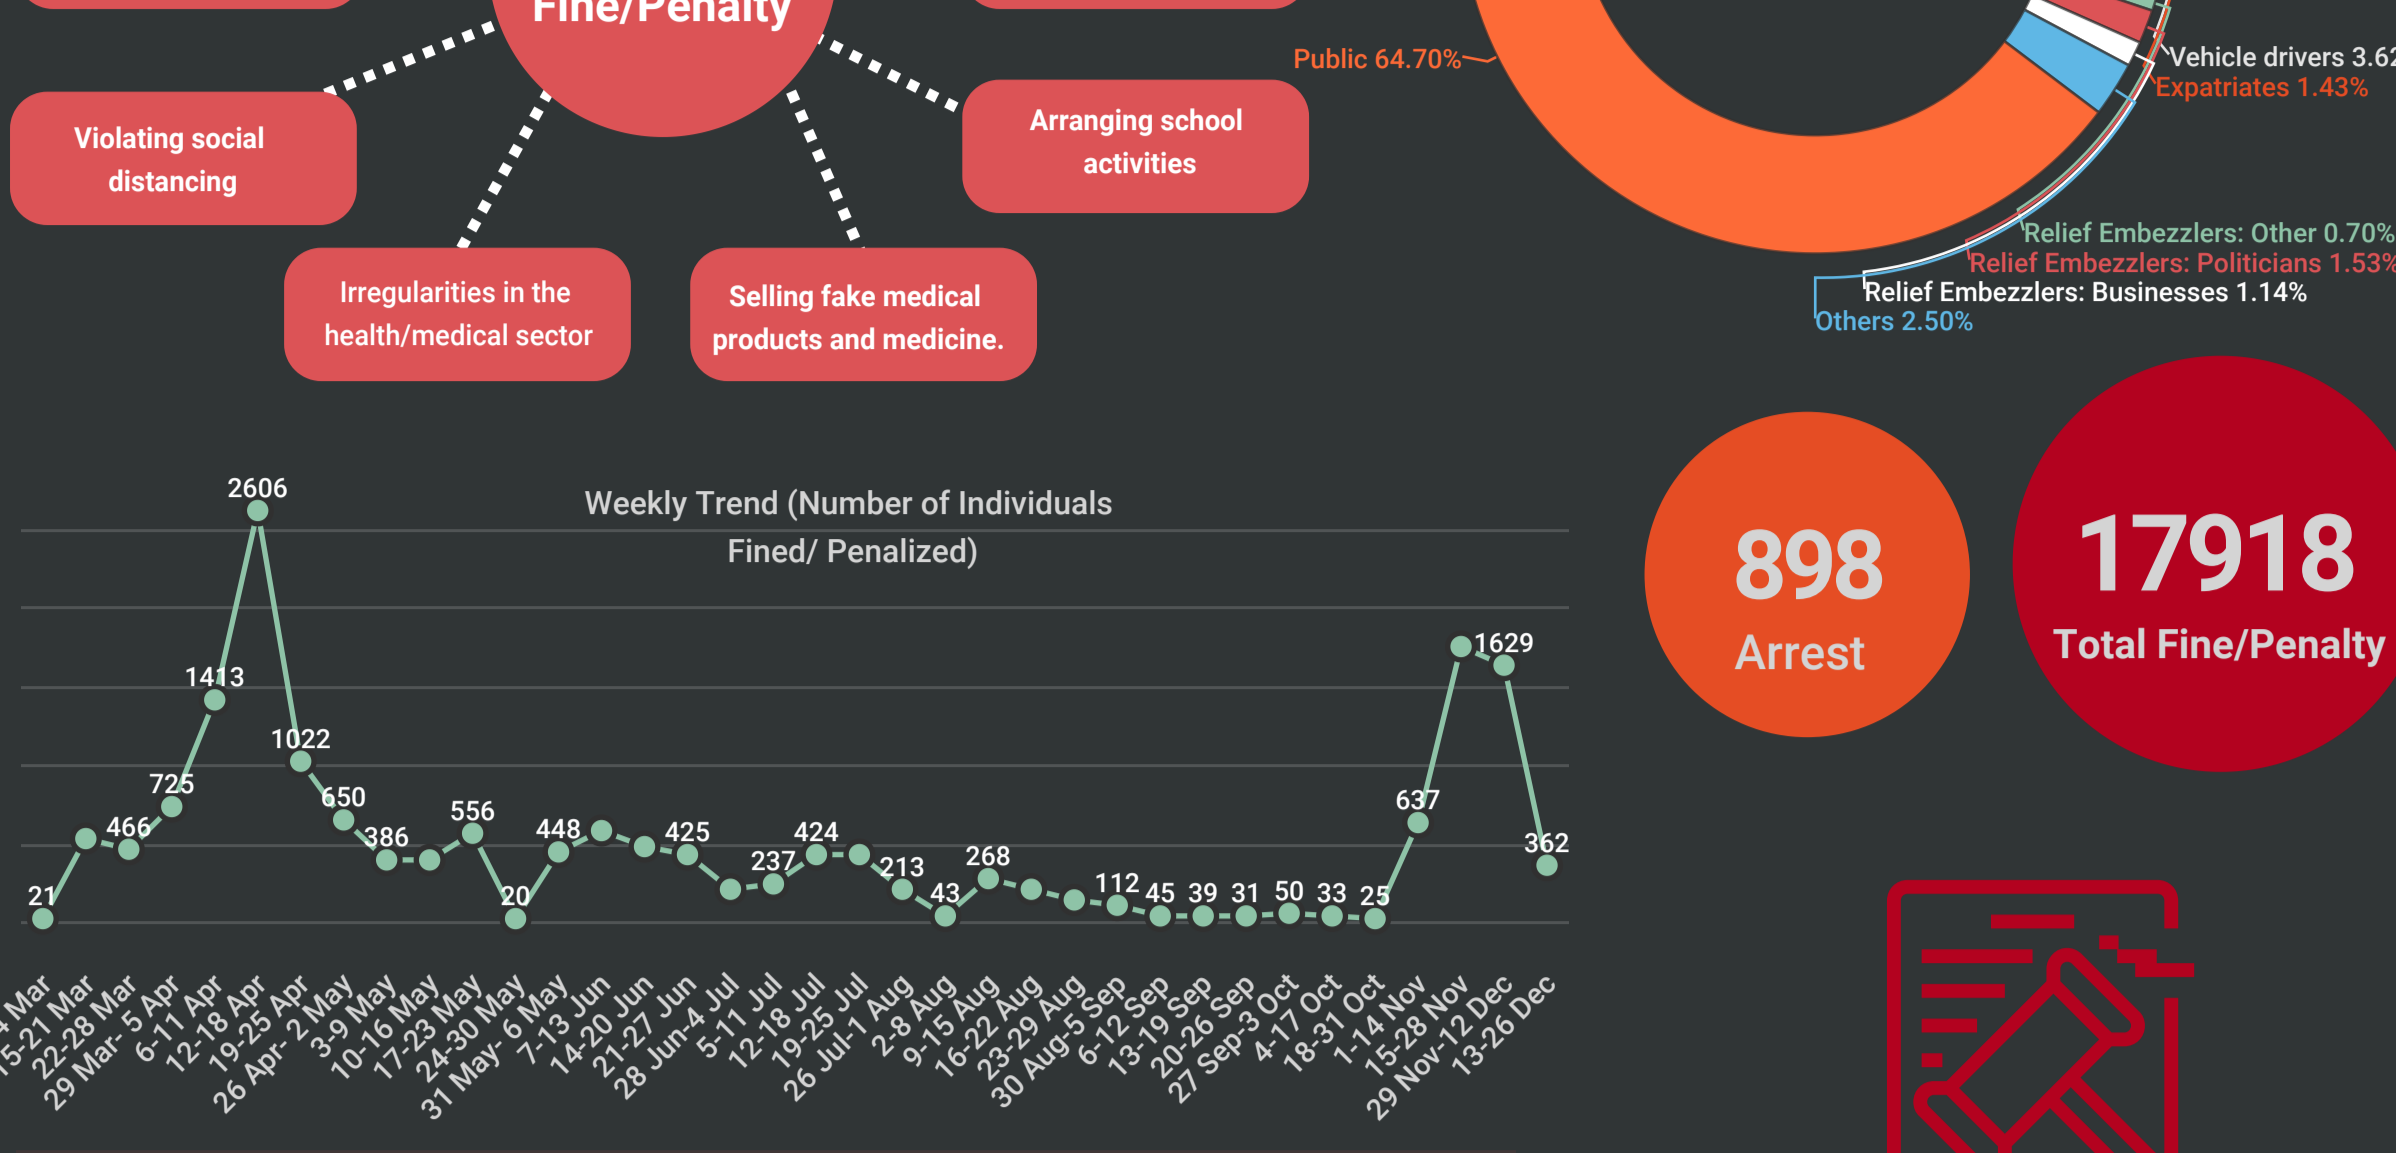 Fine/Penalty
Violating social
distancing
Arranging school
activities
Irregularities in the
health/medical sector
Selling fake medical
products and medicine.
Public 64.70%
Vehicle drivers 3.62
Expatriates 1.43%
Relief Embezzlers: Other 0.70%
Relief Embezzlers: Politicians 1.53%
Relief Embezzlers: Businesses 1.14%
Others 2.50%
898
Arrest
17918
Total Fine/Penalty
Weekly Trend (Number of Individuals
Fined/ Penalized)
21
466
725
1413
2606
1022
650
386
556
20
448
425
237
424
213
43
268
112
45
39
31
50
33
25
637
1629
362
4 Mar
15-21 Mar
22-28 Mar
29 Mar- 5 Apr
6-11 Apr
12-18 Apr
19-25 Apr
26 Apr- 2 May
3-9 May
10-16 May
17-23 May
24-30 May
31 May- 6 May
7-13 Jun
14-20 Jun
21-27 Jun
28 Jun-4 Jul
5-11 Jul
12-18 Jul
19-25 Jul
26 Jul-1 Aug
2-8 Aug
9-15 Aug
16-22 Aug
23-29 Aug
30 Aug-5 Sep
6-12 Sep
13-19 Sep
20-26 Sep
27 Sep-3 Oct
4-17 Oct
18-31 Oct
1-14 Nov
15-28 Nov
29 Nov-12 Dec
13-26 Dec